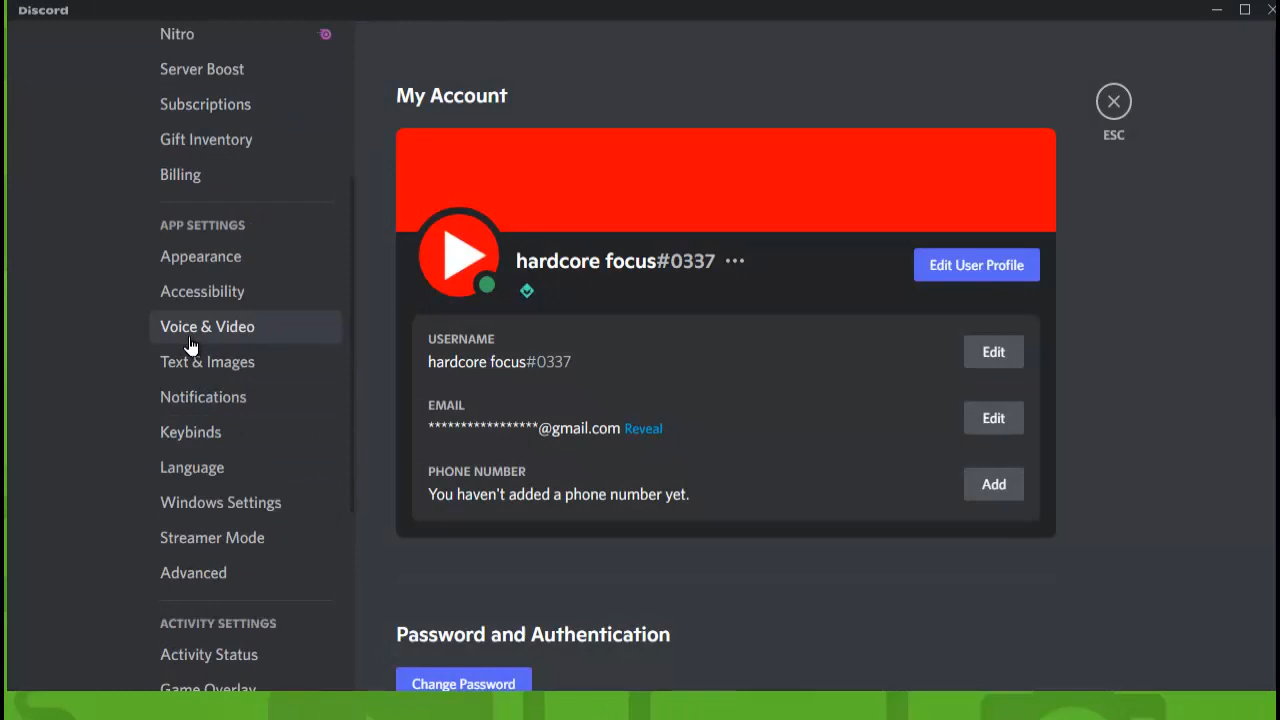 Discord
Nitro
Server Boost
Subscriptions
Gift Inventory
Billing
APP SETTINGS
Appearance
Accessibility
Voice & Video
Text & Images
Notifications
Keybinds
Language
Windows Settings
Streamer Mode
Advanced
ACTIVITY SETTINGS
Activity Status
Game Overlay
My Account
ESC
hardcore focus#0337
Edit User Profile
USERNAME
hardcore focus#0337
Edit
EMAIL
*****************@gmail.com Reveal
Edit
PHONE NUMBER
You haven't added a phone number yet.
Add
Password and Authentication
Change Password